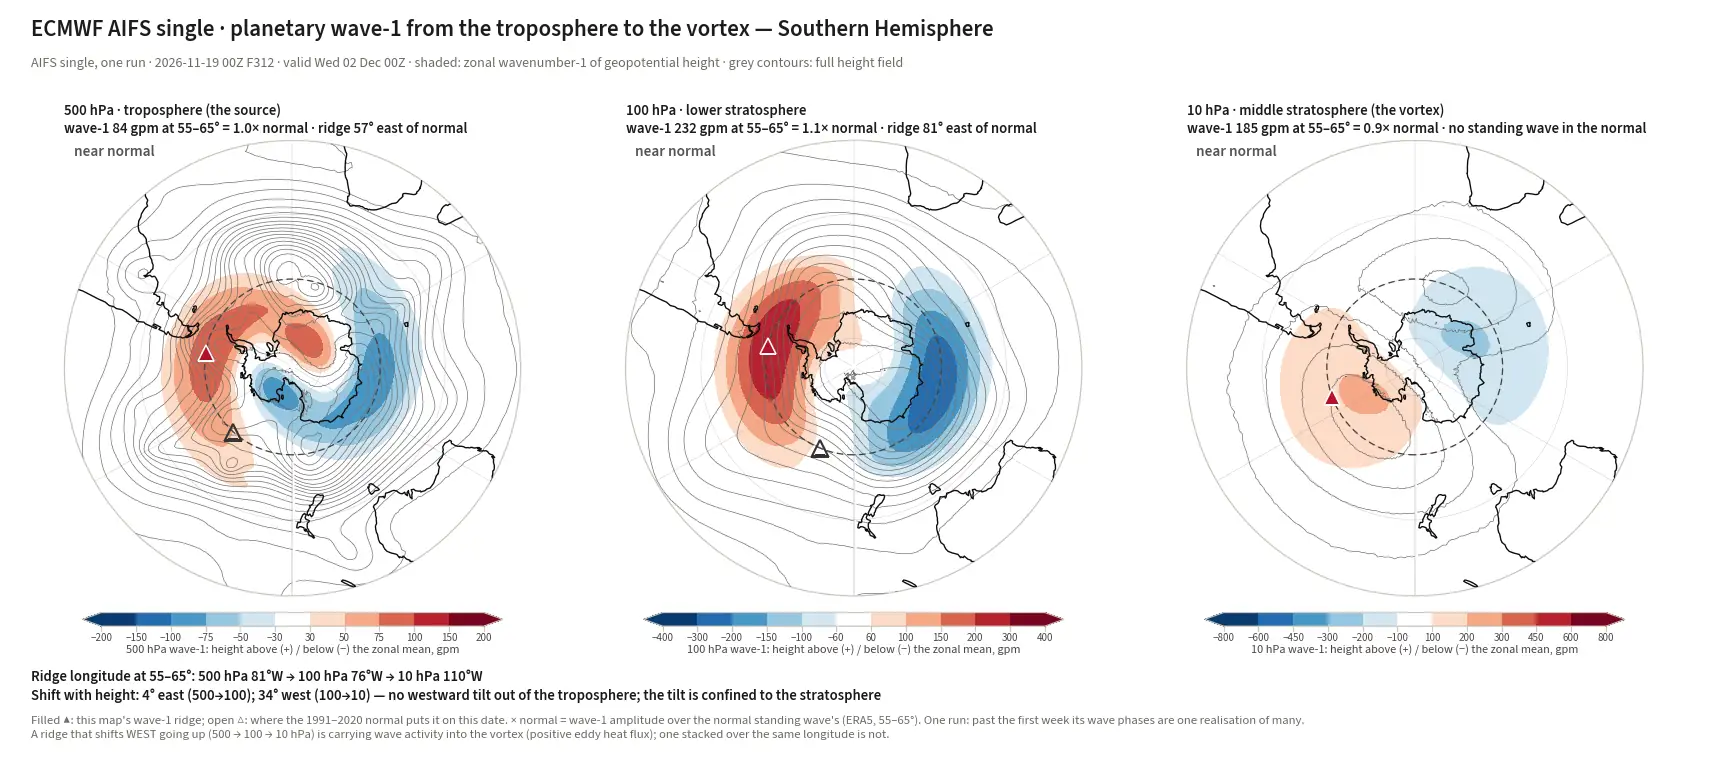 ECMWF AIFS single · planetary wave-1 from the troposphere to the vortex — Southern Hemisphere
AIFS single, one run · 2026-11-19 00Z F312 · valid Wed 02 Dec 00Z · shaded: zonal wavenumber-1 of geopotential height · grey contours: full height field
500 hPa · troposphere (the source)
wave-1 84 gpm at 55–65° = 1.0× normal · ridge 57° east of normal
near normal
100 hPa · lower stratosphere
wave-1 232 gpm at 55–65° = 1.1× normal · ridge 81° east of normal
near normal
10 hPa · middle stratosphere (the vortex)
wave-1 185 gpm at 55–65° = 0.9× normal · no standing wave in the normal
near normal
−200 −150 −100 −75 −50 −30 30 50 75 100 150 200
500 hPa wave-1: height above (+) / below (−) the zonal mean, gpm
−400 −300 −200 −150 −100 −60 60 100 150 200 300 400
100 hPa wave-1: height above (+) / below (−) the zonal mean, gpm
−800 −600 −450 −300 −200 −100 100 200 300 450 600 800
10 hPa wave-1: height above (+) / below (−) the zonal mean, gpm
Ridge longitude at 55–65°: 500 hPa 81°W → 100 hPa 76°W → 10 hPa 110°W
Shift with height: 4° east (500→100); 34° west (100→10) — no westward tilt out of the troposphere; the tilt is confined to the stratosphere
Filled ▲: this map's wave-1 ridge; open △: where the 1991–2020 normal puts it on this date. × normal = wave-1 amplitude over the normal standing wave's (ERA5, 55–65°). One run: past the first week its wave phases are one realisation of many.
A ridge that shifts WEST going up (500 → 100 → 10 hPa) is carrying wave activity into the vortex (positive eddy heat flux); one stacked over the same longitude is not.